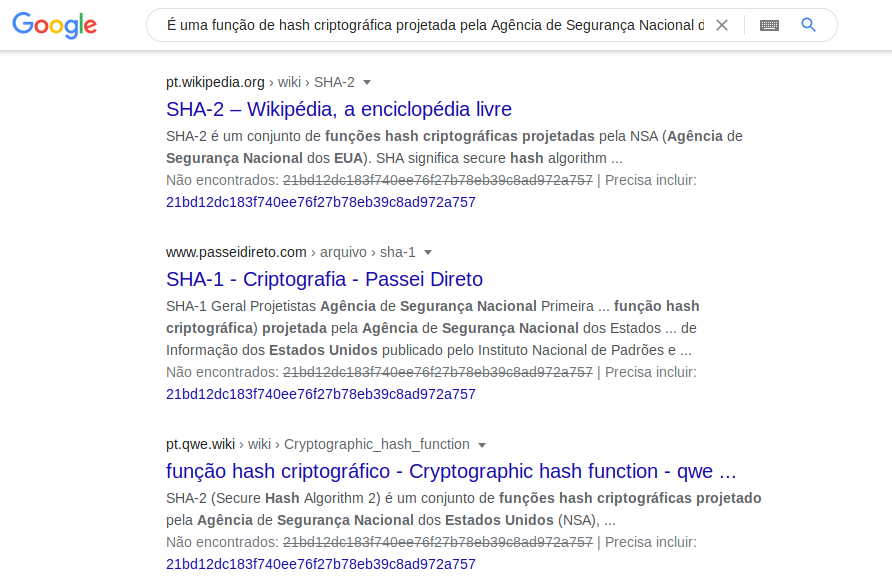 Google
É uma função de hash criptográfica projetada pela Agência de Segurança Nacional d
pt.wikipedia.org › wiki › SHA-2
SHA-2 – Wikipédia, a enciclopédia livre
SHA-2 é um conjunto de funções hash criptográficas projetadas pela NSA (Agência de
Segurança Nacional dos EUA). SHA significa secure hash algorithm ...
Não encontrados: 21bd12dc183f740ee76f27b78eb39c8ad972a757 | Precisa incluir:
21bd12dc183f740ee76f27b78eb39c8ad972a757
www.passeidireto.com › arquivo › sha-1
SHA-1 - Criptografia - Passei Direto
SHA-1 Geral Projetistas Agência de Segurança Nacional Primeira ... função hash
criptográfica) projetada pela Agência de Segurança Nacional dos Estados ... de
Informação dos Estados Unidos publicado pelo Instituto Nacional de Padrões e ...
Não encontrados: 21bd12dc183f740ee76f27b78eb39c8ad972a757 | Precisa incluir:
21bd12dc183f740ee76f27b78eb39c8ad972a757
pt.qwe.wiki › wiki › Cryptographic_hash_function
função hash criptográfico - Cryptographic hash function - qwe ...
SHA-2 (Secure Hash Algorithm 2) é um conjunto de funções hash criptográficas projetado
pela Agência de Segurança Nacional dos Estados Unidos (NSA), ...
Não encontrados: 21bd12dc183f740ee76f27b78eb39c8ad972a757 | Precisa incluir:
21bd12dc183f740ee76f27b78eb39c8ad972a757